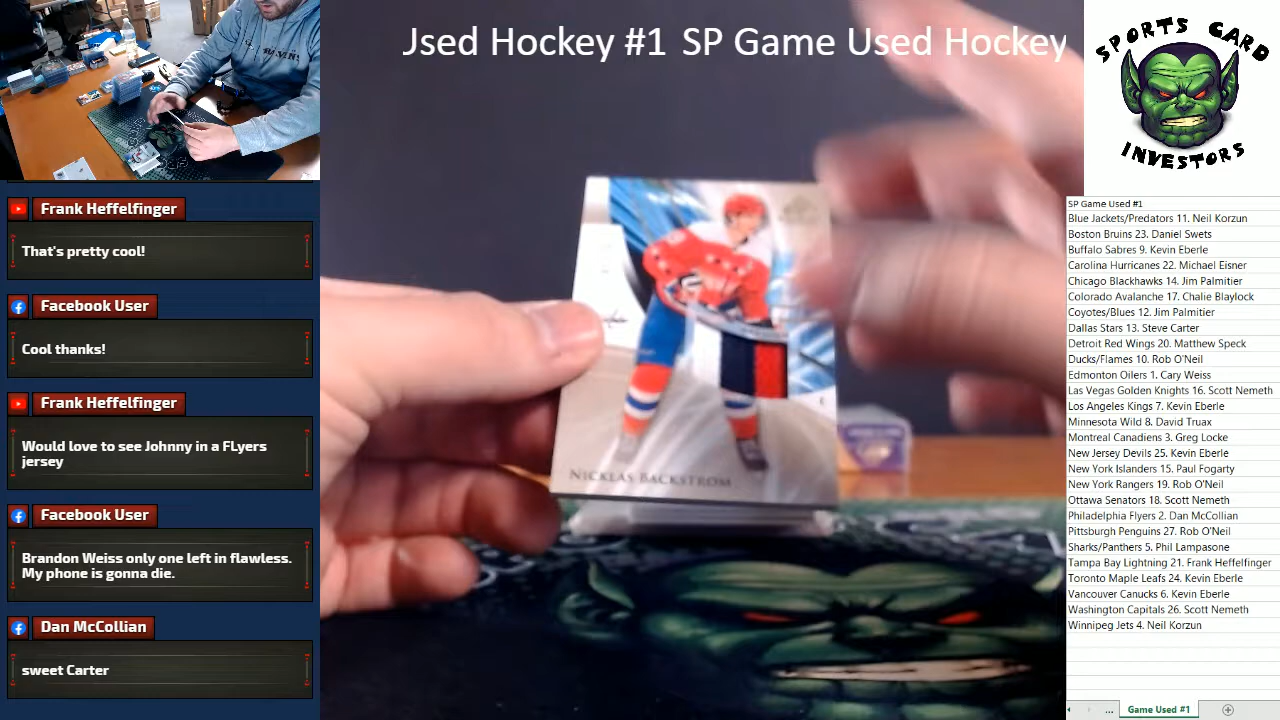 Jsed Hockey #1 SP Game Used Hockey
SPORTS CARD
INVESTORS
Frank Heffelfinger
That's pretty cool!
Facebook User
Cool thanks!
Frank Heffelfinger
Would love to see Johnny in a FLyers
jersey
Facebook User
Brandon Weiss only one left in flawless.
My phone is gonna die.
Dan McCollian
sweet Carter
NICKLAS BACKSTROM
SP Game Used #1
Blue Jackets/Predators 11. Neil Korzun
Boston Bruins 23. Daniel Swets
Buffalo Sabres 9. Kevin Eberle
Carolina Hurricanes 22. Michael Eisner
Chicago Blackhawks 14. Jim Palmitier
Colorado Avalanche 17. Chalie Blaylock
Coyotes/Blues 12. Jim Palmitier
Dallas Stars 13. Steve Carter
Detroit Red Wings 20. Matthew Speck
Ducks/Flames 10. Rob O'Neil
Edmonton Oilers 1. Cary Weiss
Las Vegas Golden Knights 16. Scott Nemeth
Los Angeles Kings 7. Kevin Eberle
Minnesota Wild 8. David Truax
Montreal Canadiens 3. Greg Locke
New Jersey Devils 25. Kevin Eberle
New York Islanders 15. Paul Fogarty
New York Rangers 19. Rob O'Neil
Ottawa Senators 18. Scott Nemeth
Philadelphia Flyers 2. Dan McCollian
Pittsburgh Penguins 27. Rob O'Neil
Sharks/Panthers 5. Phil Lampasone
Tampa Bay Lightning 21. Frank Heffelfinger
Toronto Maple Leafs 24. Kevin Eberle
Vancouver Canucks 6. Kevin Eberle
Washington Capitals 26. Scott Nemeth
Winnipeg Jets 4. Neil Korzun
... Game Used #1